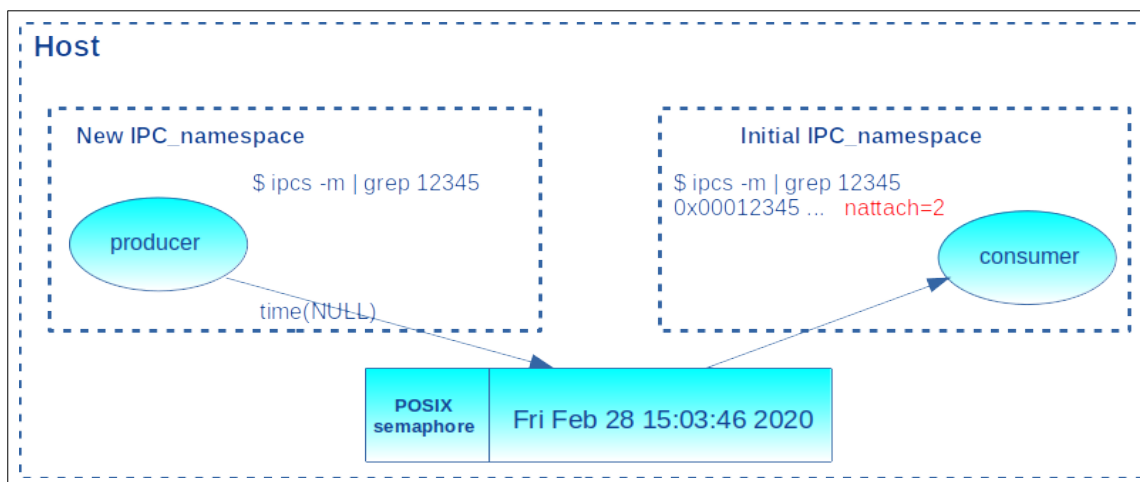 Host
New IPC_namespace
$ ipcs -m | grep 12345
producer
time(NULL)
Initial IPC_namespace
$ ipcs -m | grep 12345
0x00012345 ... nattach=2
consumer
POSIX
semaphore
Fri Feb 28 15:03:46 2020